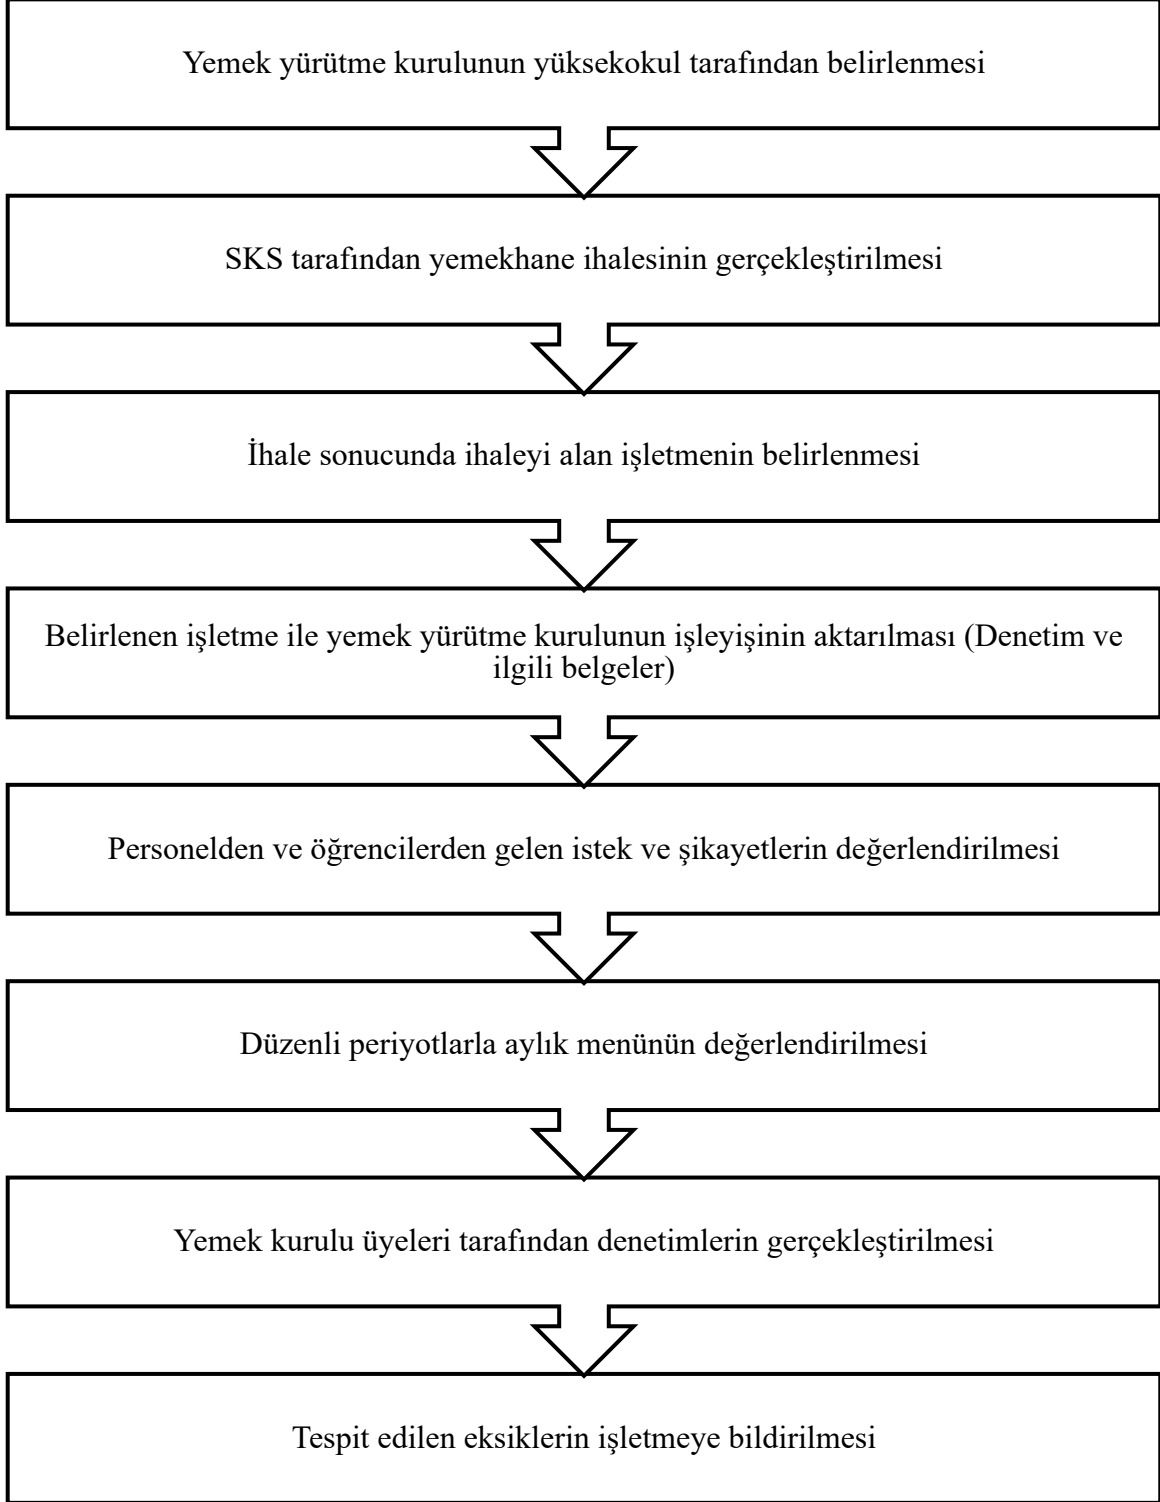 Yemek yürütme kurulunun yüksekokul tarafından belirlenmesi
SKS tarafından yemekhane ihalesinin gerçekleştirilmesi
İhale sonucunda ihaleyi alan işletmenin belirlenmesi
Belirlenen işletme ile yemek yürütme kurulunun işleyişinin aktarılması (Denetim ve
ilgili belgeler)
Personelden ve öğrencilerden gelen istek ve şikayetlerin değerlendirilmesi
Düzenli periyotlarla aylık menünün değerlendirilmesi
Yemek kurulu üyeleri tarafından denetimlerin gerçekleştirilmesi
Tespit edilen eksiklerin işletmeye bildirilmesi